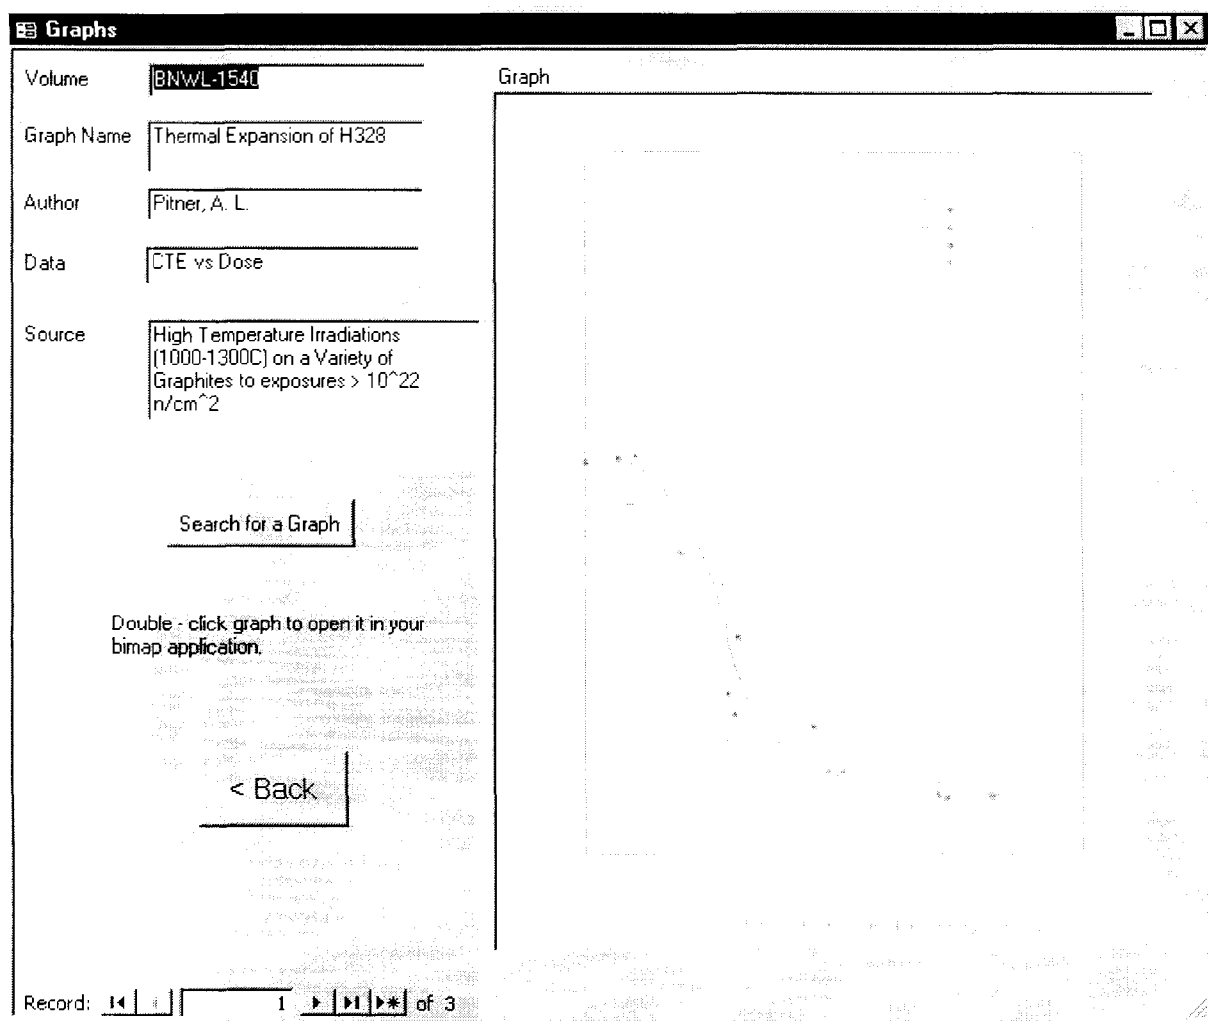 Graphs
Volume BNWL-1540
Graph
Graph Name Thermal Expansion of H328
Author Pitner, A. L.
Data CTE vs Dose
Source High Temperature Irradiations
(1000-1300C) on a Variety of
Graphites to exposures > 10^22
n/cm^2
Search for a Graph
Double - click graph to open it in your
bimap application.
< Back
Record: 1 of 3